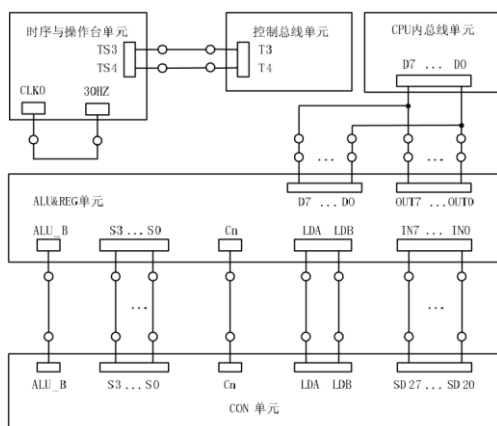 时序与操作台单元
控制总线单元
CPU内总线单元
TS3
T3
TS4
T4
D7 ... D0
CLK0
30HZ
...
...
D7 ... D0
OUT7 ... OUT0
ALU&REG单元
ALU_B
S3...S0
Cn
LDA
LDB
IN7 ... IN0
...
...
ALU_B
S3...S0
Cn
LDA
LDB
SD27...SD20
CON 单元